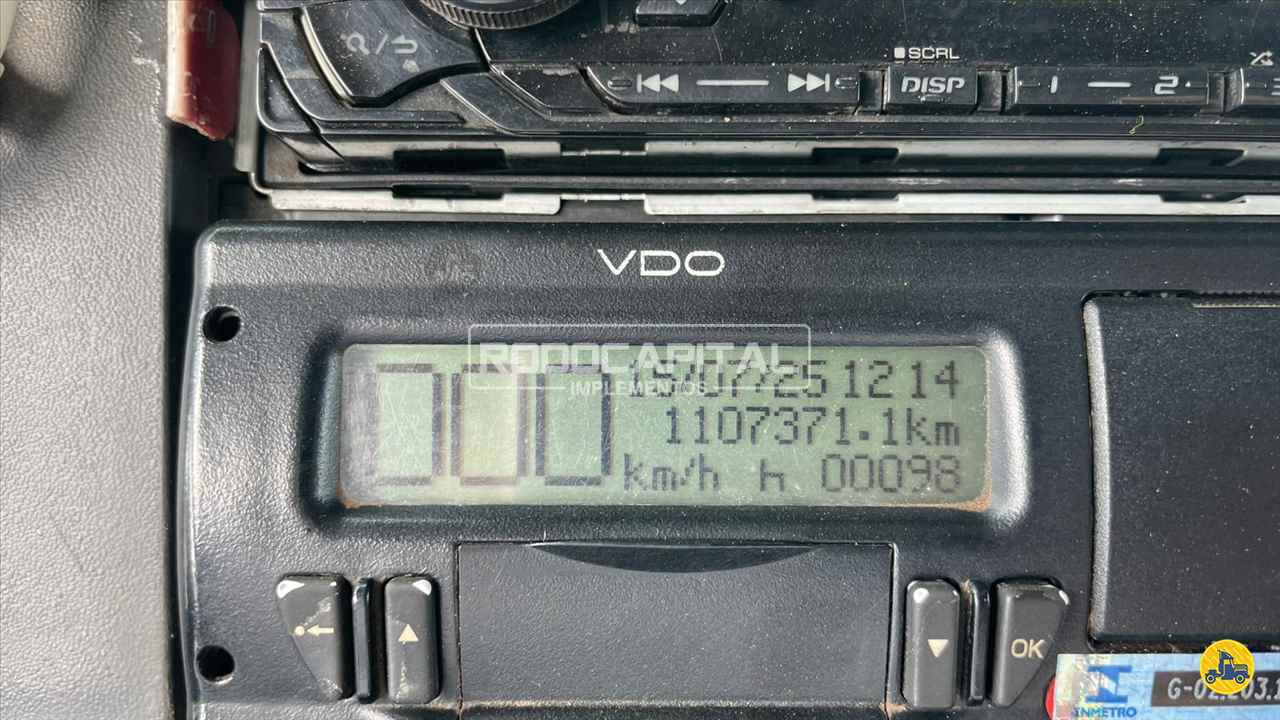 SCRL
DISP
1 — 2
VDO
RODOCAPITAL
IMPLEMENTOS
000
15/07/25 12 14
1107371.1km
km/h h 00098
OK
INMETRO